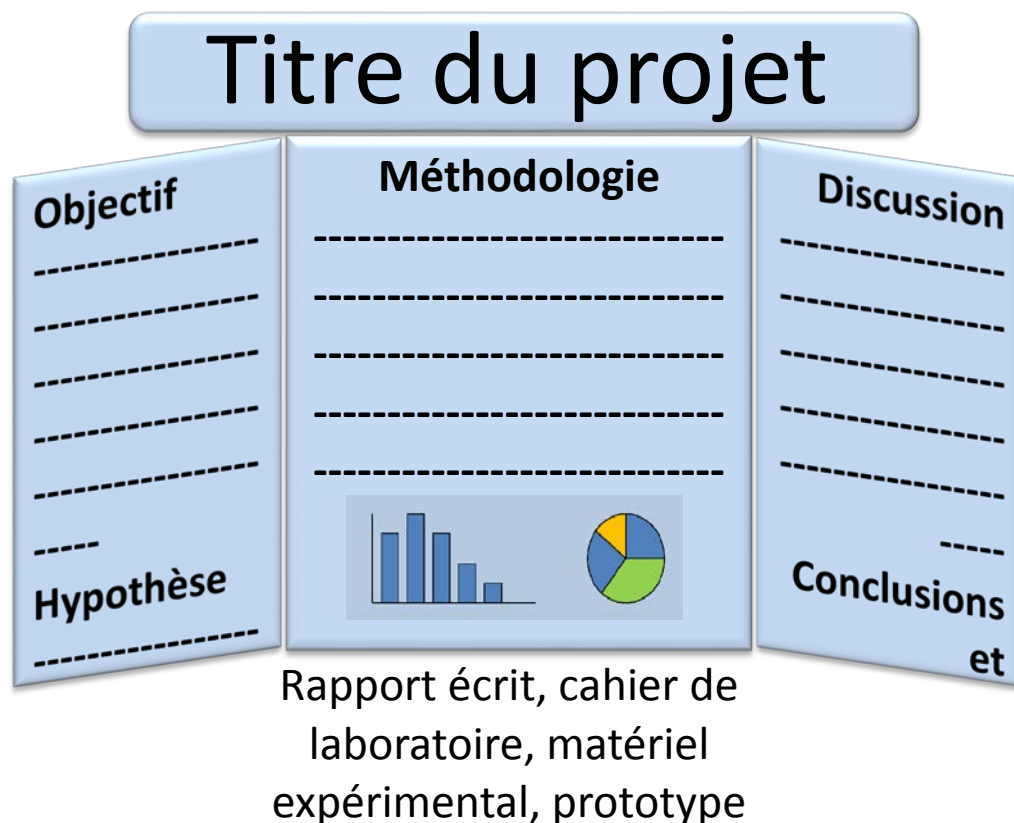 Titre du projet
Objectif
-----------------
-----------------
-----------------
-----------------
-----------------
-----
Hypothèse
-----------------
Méthodologie
----------------------------
----------------------------
----------------------------
----------------------------
----------------------------
Discussion
-----------------
-----------------
-----------------
-----------------
-----------------
-----
Conclusions
et
Rapport écrit, cahier de
laboratoire, matériel
expérimental, prototype